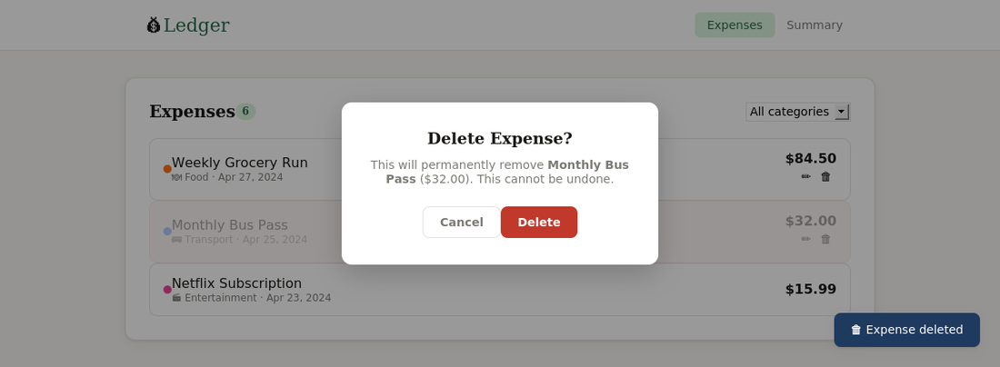 Ledger
Expenses
Summary
Expenses 6
All categories
Weekly Grocery Run
Food · Apr 27, 2024
$84.50
Monthly Bus Pass
Transport · Apr 25, 2024
$32.00
Netflix Subscription
Entertainment · Apr 23, 2024
$15.99
Delete Expense?
This will permanently remove Monthly Bus
Pass ($32.00). This cannot be undone.
Cancel
Delete
Expense deleted